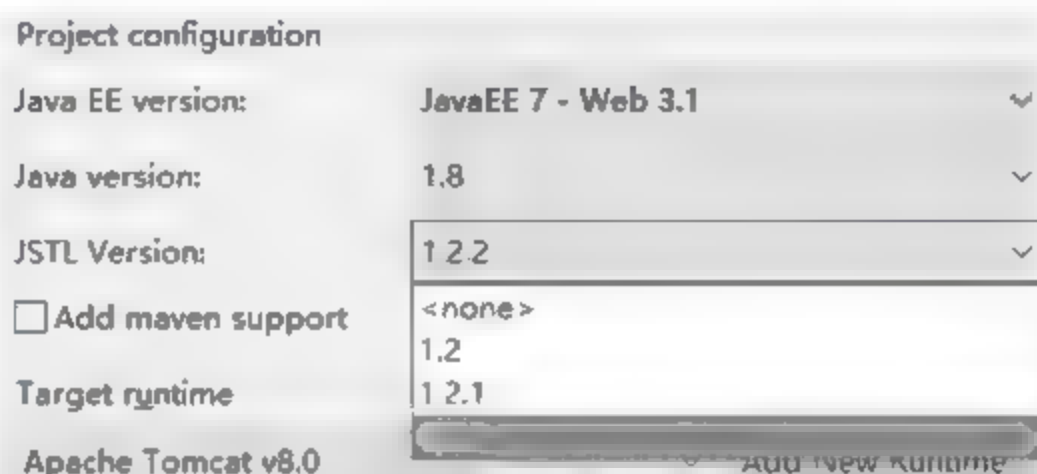 Project configuration
Java EE version: JavaEE 7 - Web 3.1
Java version: 1.8
JSTL Version: 1.2.2
<none>
Add maven support
1.2
1.2.1
Target runtime
Apache Tomcat v8.0 Add New Runtime